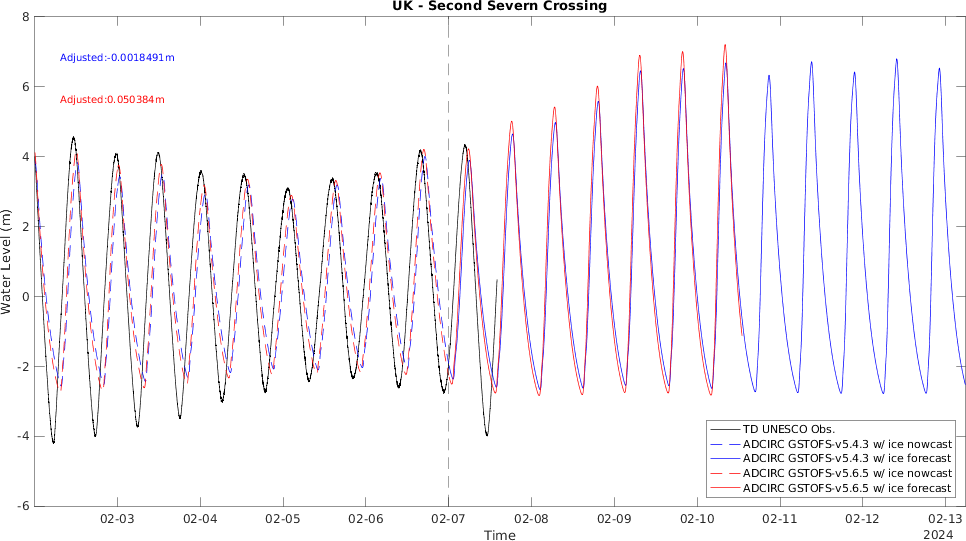 UK - Second Severn Crossing
8
6
4
2
0
-2
-4
-6
Water Level (m)
Adjusted:-0.0018491m
Adjusted:0.050384m
TD UNESCO Obs.
ADCIRC GSTOFS-v5.4.3 w/ ice nowcast
ADCIRC GSTOFS-v5.4.3 w/ ice forecast
ADCIRC GSTOFS-v5.6.5 w/ ice nowcast
ADCIRC GSTOFS-v5.6.5 w/ ice forecast
02-03 02-04 02-05 02-06 02-07 02-08 02-09 02-10 02-11 02-12 02-13
Time
2024